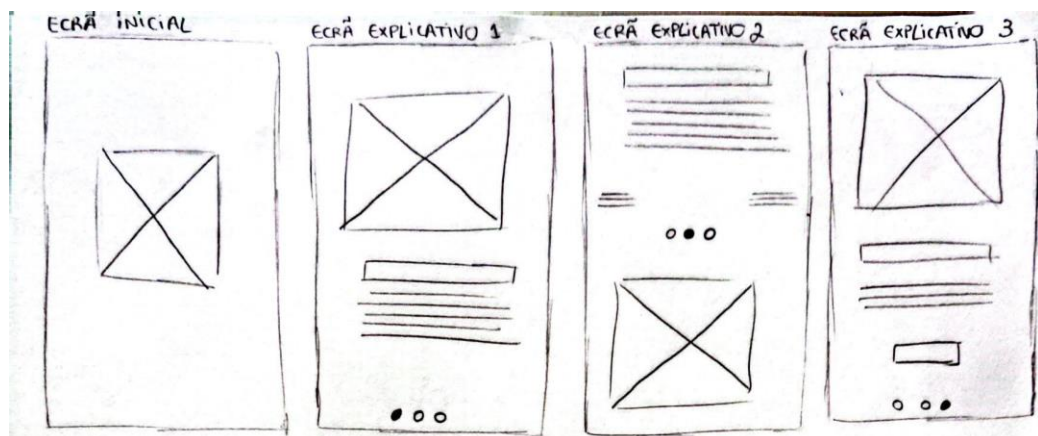 ECRÃ INICIAL
ECRÃ EXPLICATIVO 1
ECRÃ EXPLICATIVO 2
ECRÃ EXPLICATIVO 3